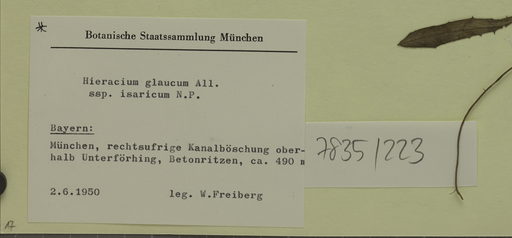 *
Botanische Staatssammlung München
Hieracium glaucum All.
ssp. isaricum N.P.
Bayern:
München, rechtsufrige Kanalböschung ober-
halb Unterförhing, Betonritzen, ca. 490 m
2.6.1950 leg. W.Freiberg
7835/223